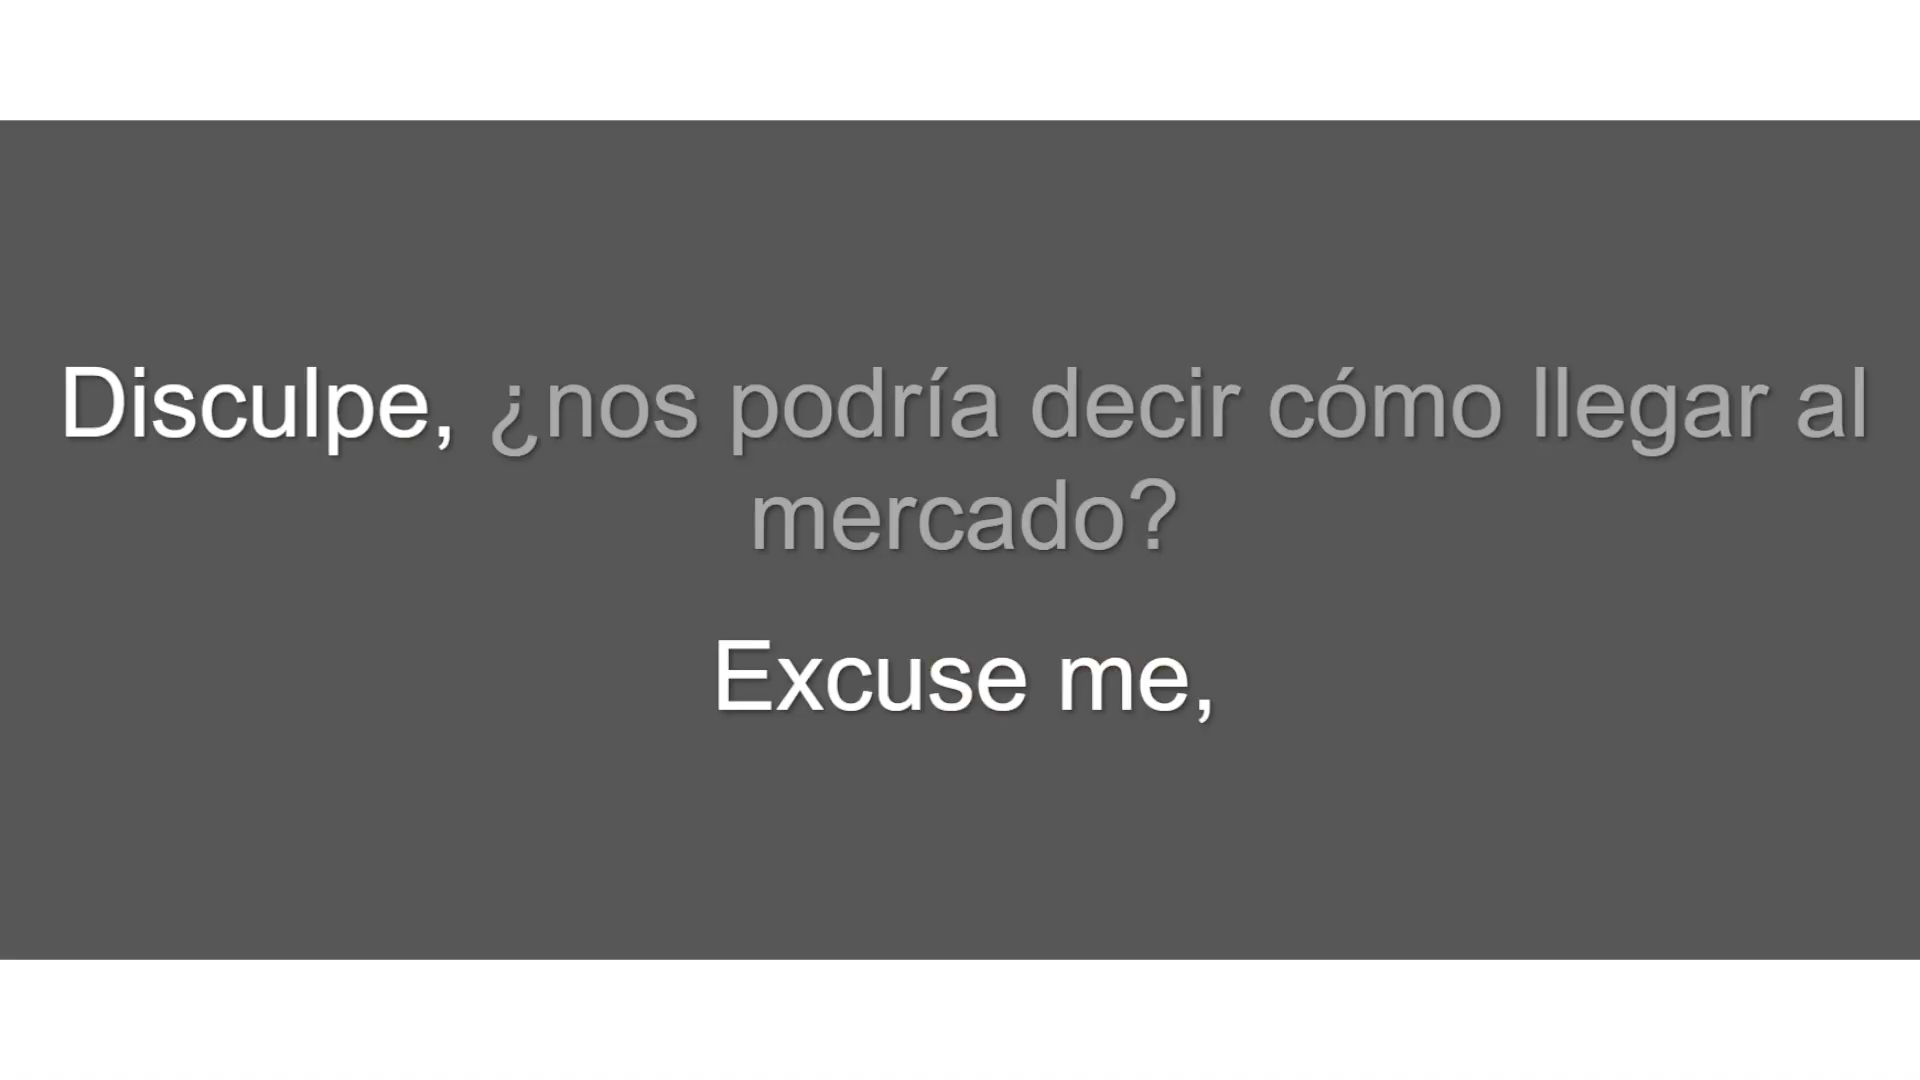 Disculpe, ¿nos podría decir cómo llegar al
mercado?
Excuse me,